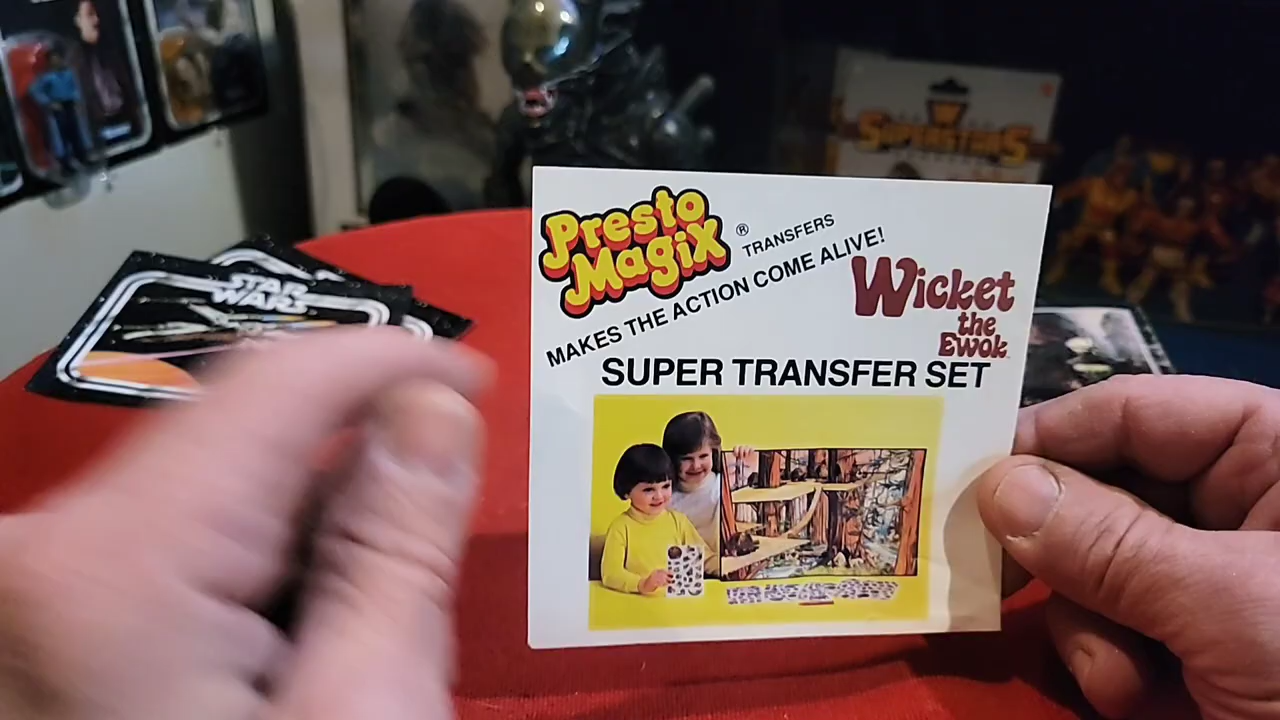 Presto
Magix®
TRANSFERS
MAKES THE ACTION COME ALIVE!
Wicket
the
Ewok
SUPER TRANSFER SET
STAR
WARS
W
SUPERSTARS